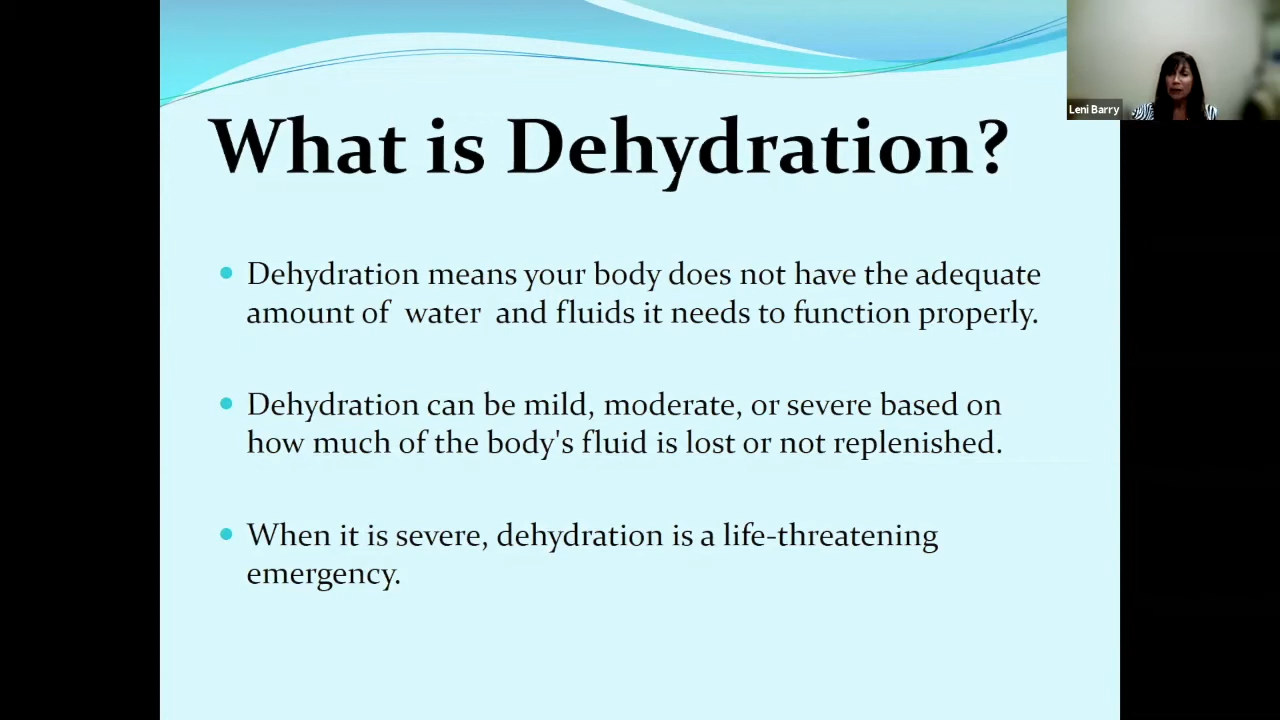 What is Dehydration?
Dehydration means your body does not have the adequate
amount of water and fluids it needs to function properly.
Dehydration can be mild, moderate, or severe based on
how much of the body's fluid is lost or not replenished.
When it is severe, dehydration is a life-threatening
emergency.
Leni Barry